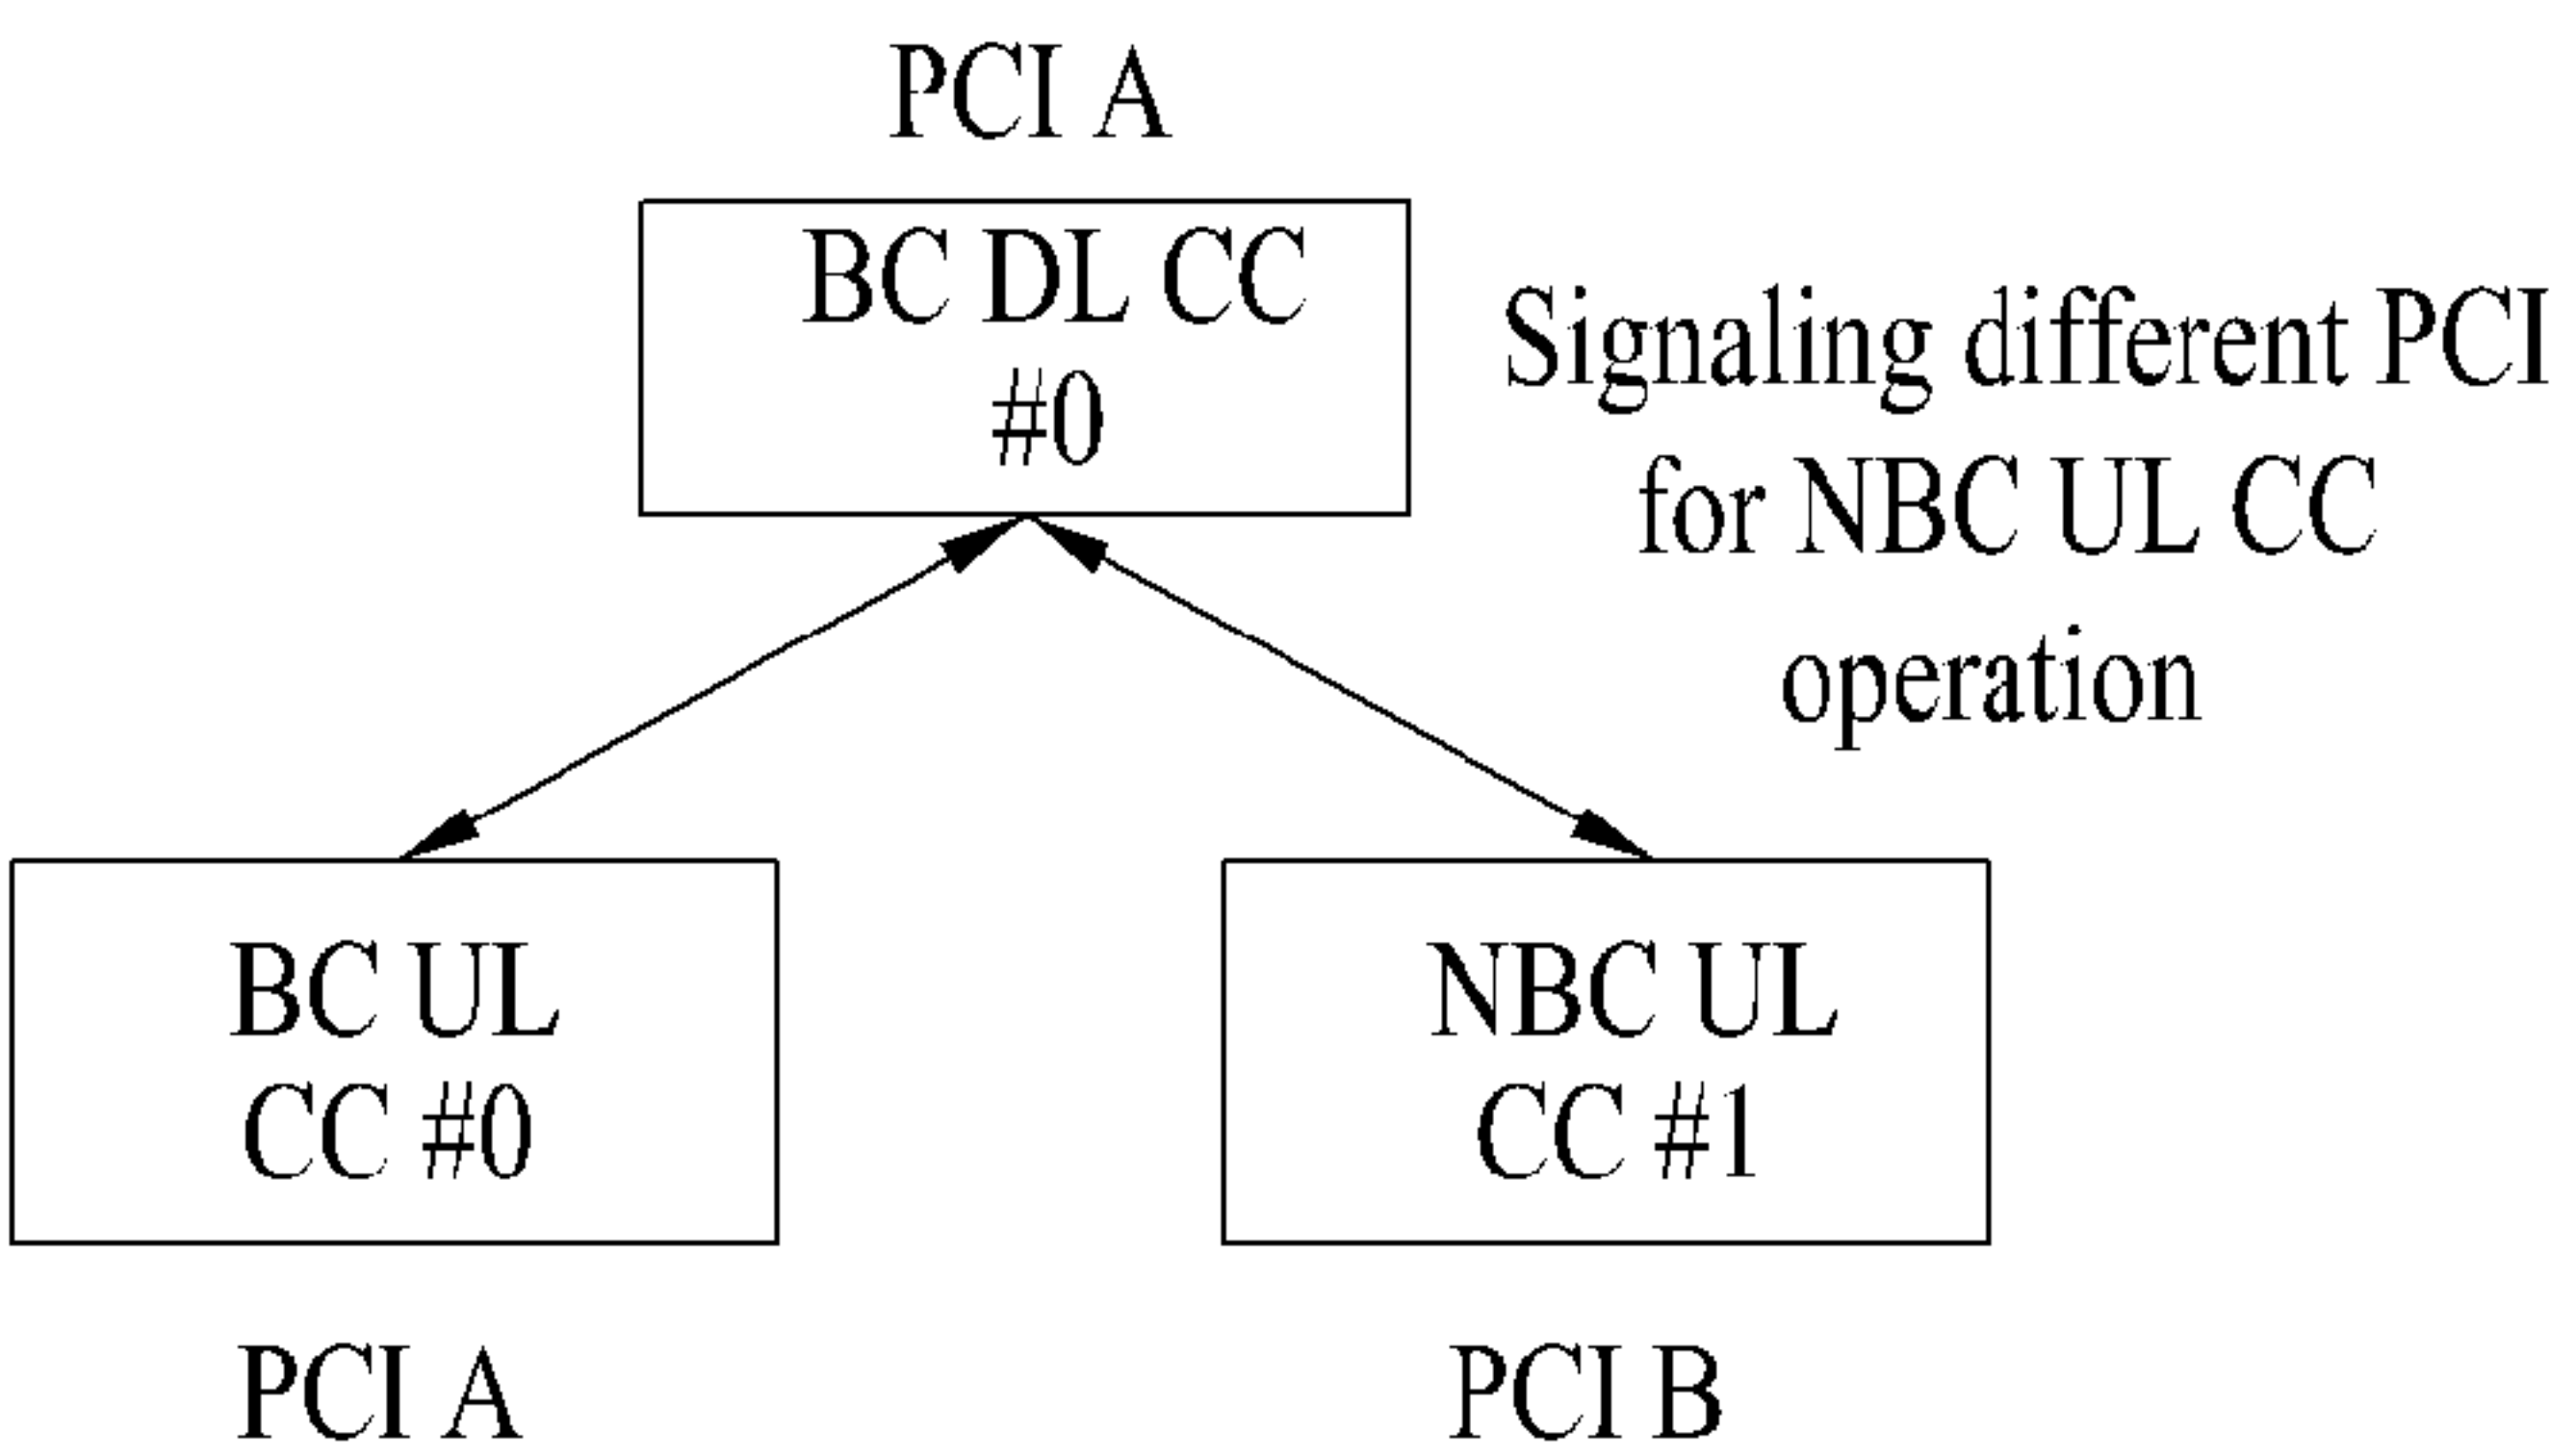 PCI A
BC DL CC
#0
Signaling different PCI
for NBC UL CC
operation
BC UL
CC #0
NBC UL
CC #1
PCI A
PCI B